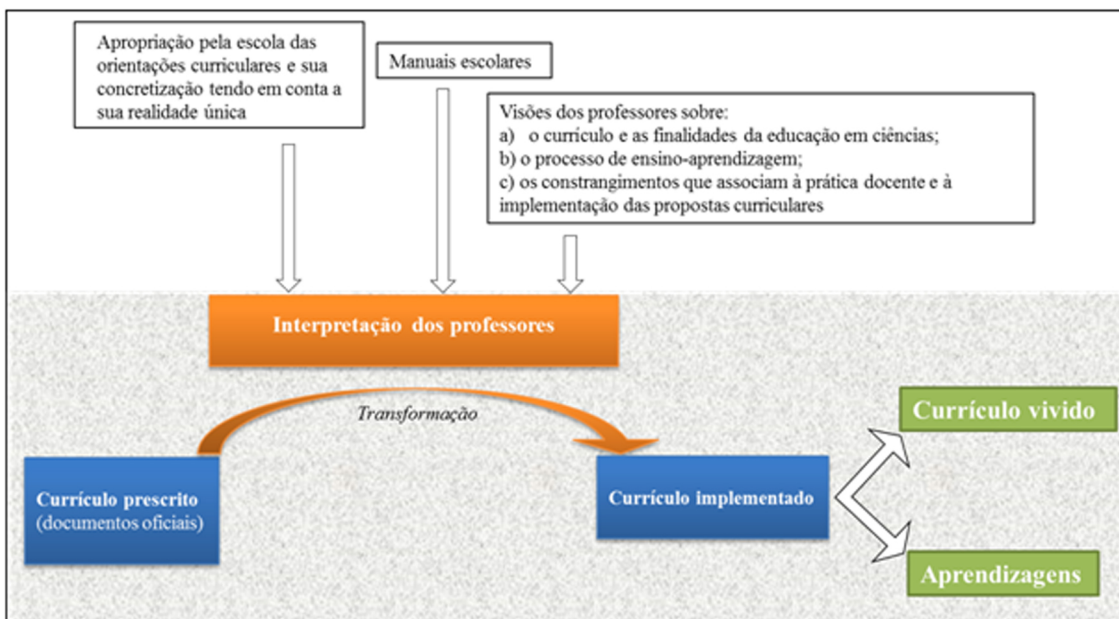 Apropriação pela escola das
orientações curriculares e sua
concretização tendo em conta a
sua realidade única
Manuais escolares
Visões dos professores sobre:
a) o currículo e as finalidades da educação em ciências;
b) o processo de ensino-aprendizagem;
c) os constrangimentos que associam à prática docente e à
implementação das propostas curriculares
Interpretação dos professores
Transformação
Currículo prescrito
(documentos oficiais)
Currículo implementado
Currículo vivido
Aprendizagens